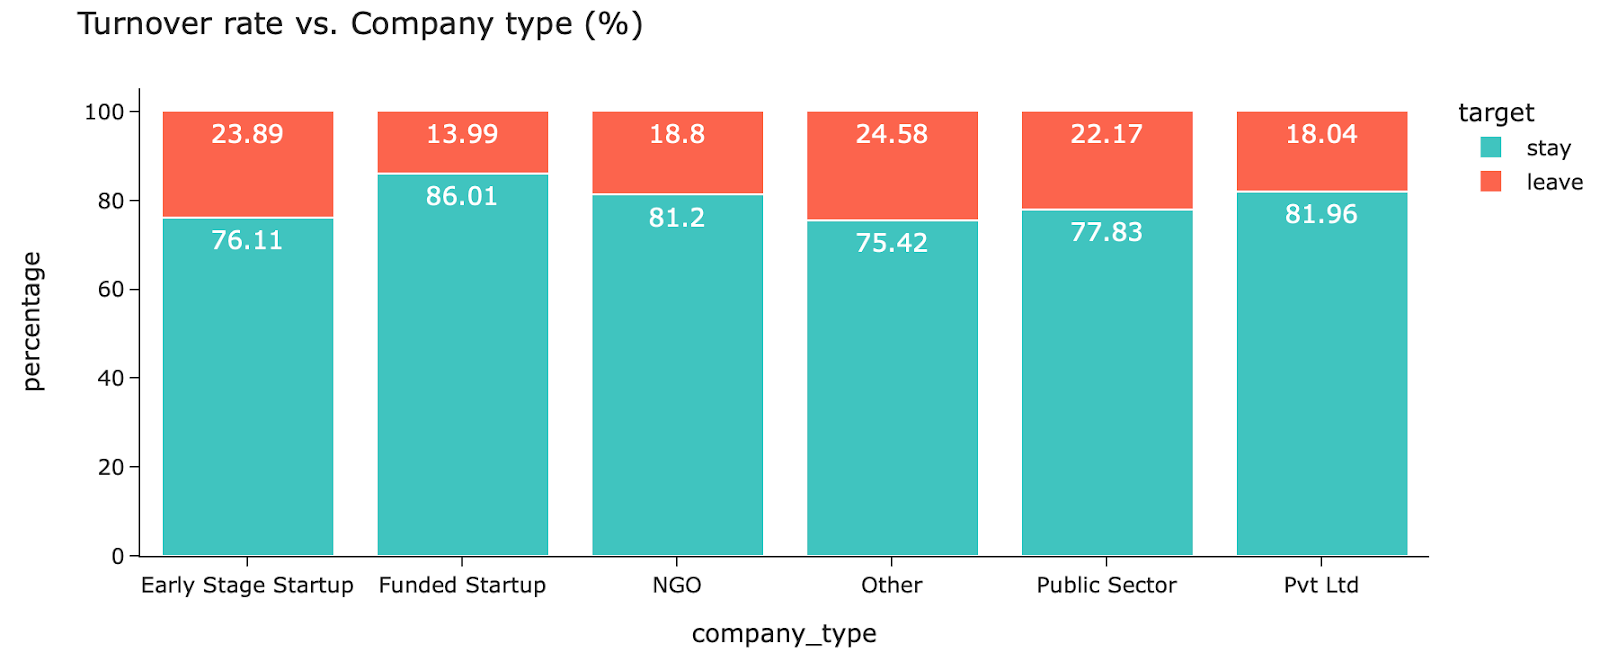 Turnover rate vs. Company type (%)
percentage
100
80
60
40
20
0
23.89
13.99
18.8
24.58
22.17
18.04
76.11
86.01
81.2
75.42
77.83
81.96
Early Stage Startup
Funded Startup
NGO
Other
Public Sector
Pvt Ltd
company_type
target
stay
leave